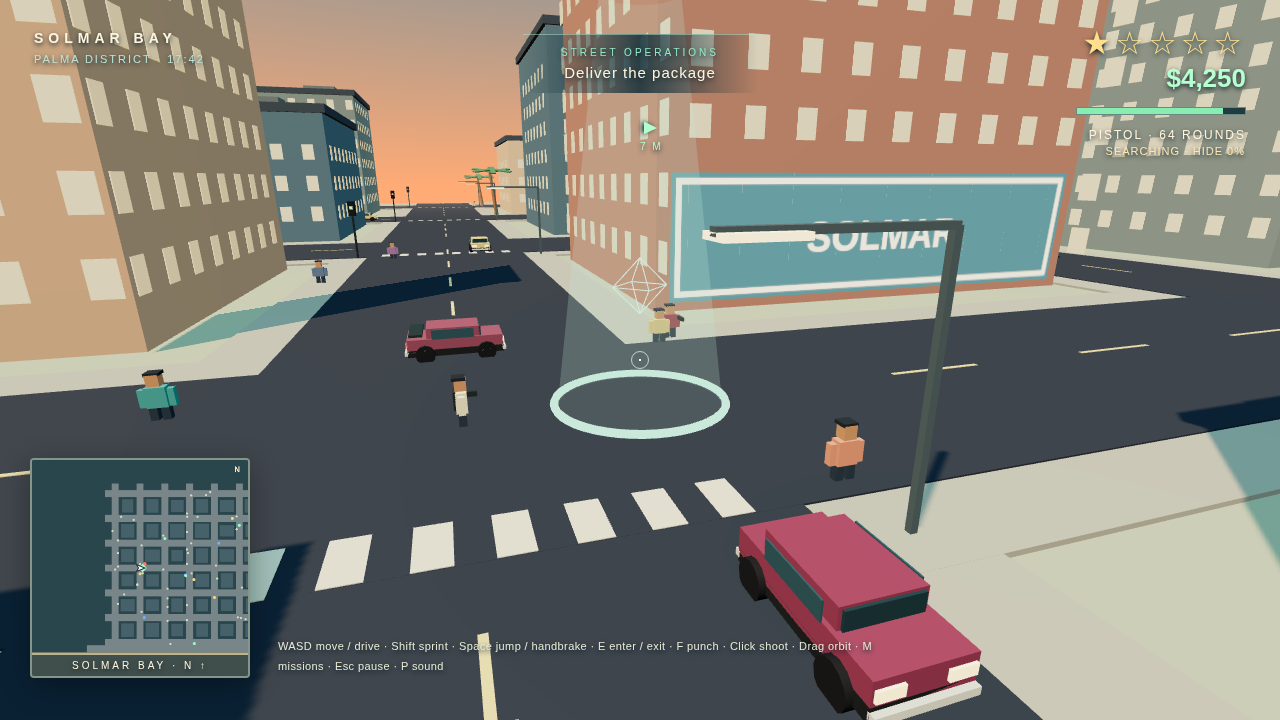 SOLMAR BAY
PALMA DISTRICT · 17:42
STREET OPERATIONS
Deliver the package
7 M
$4,250
PISTOL · 64 ROUNDS
SEARCHING · HIDE 0%
SOLMAR
N
SOLMAR BAY · N ↑
WASD move / drive · Shift sprint · Space jump / handbrake · E enter / exit · F punch · Click shoot · Drag orbit · M
missions · Esc pause · P sound